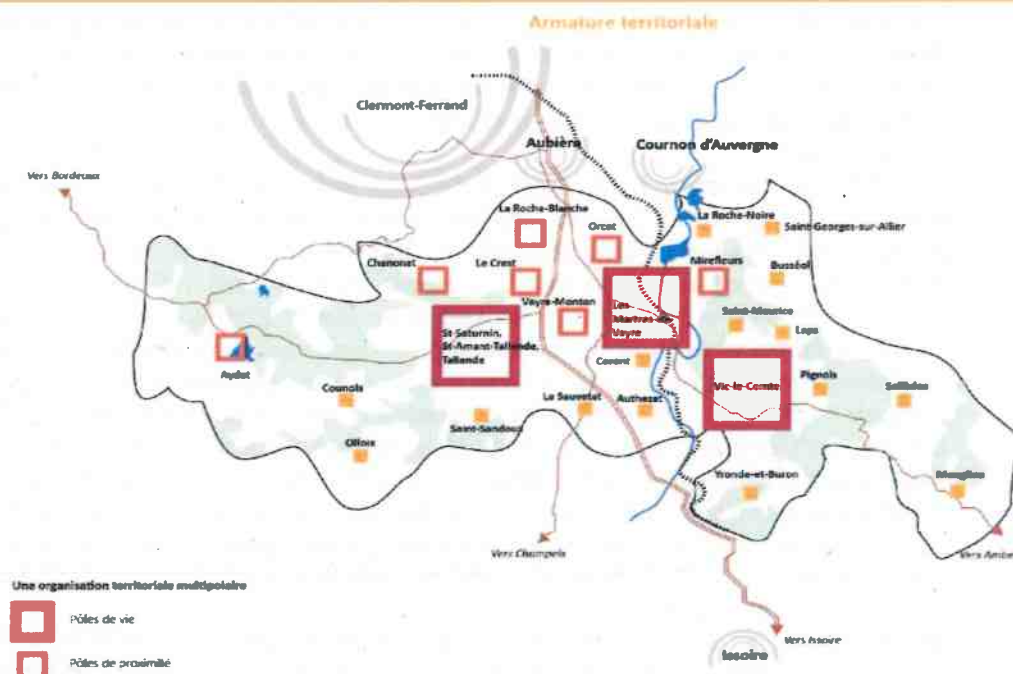 Armature territoriale
Clermont-Ferrand
Aubière
Cournon d'Auvergne
Vers Bordeaux
La Roche-Blanche
Orcet
La Roche-Noire
Saint-Georges-sur-Allier
Chanonat
Le Crest
Mirefleurs
Busséol
Veyre-Monton
Les
Martres-de-
Veyre
Saint-Maurice
Laps
St-Saturnin,
St-Amant-Tallende,
Tallende
Corent
Aydat
Vic-le-Comte
Pignols
Sallèdes
Cournols
Le Sauvetat
Authezat
Saint-Sandoux
Olloix
Yronde-et-Buron
Manglieu
Vers Champeix
Vers Ambe
Une organisation territoriale multipolaire
Pôles de vie
Vers Issoire
Issoire
Pôles de proximité